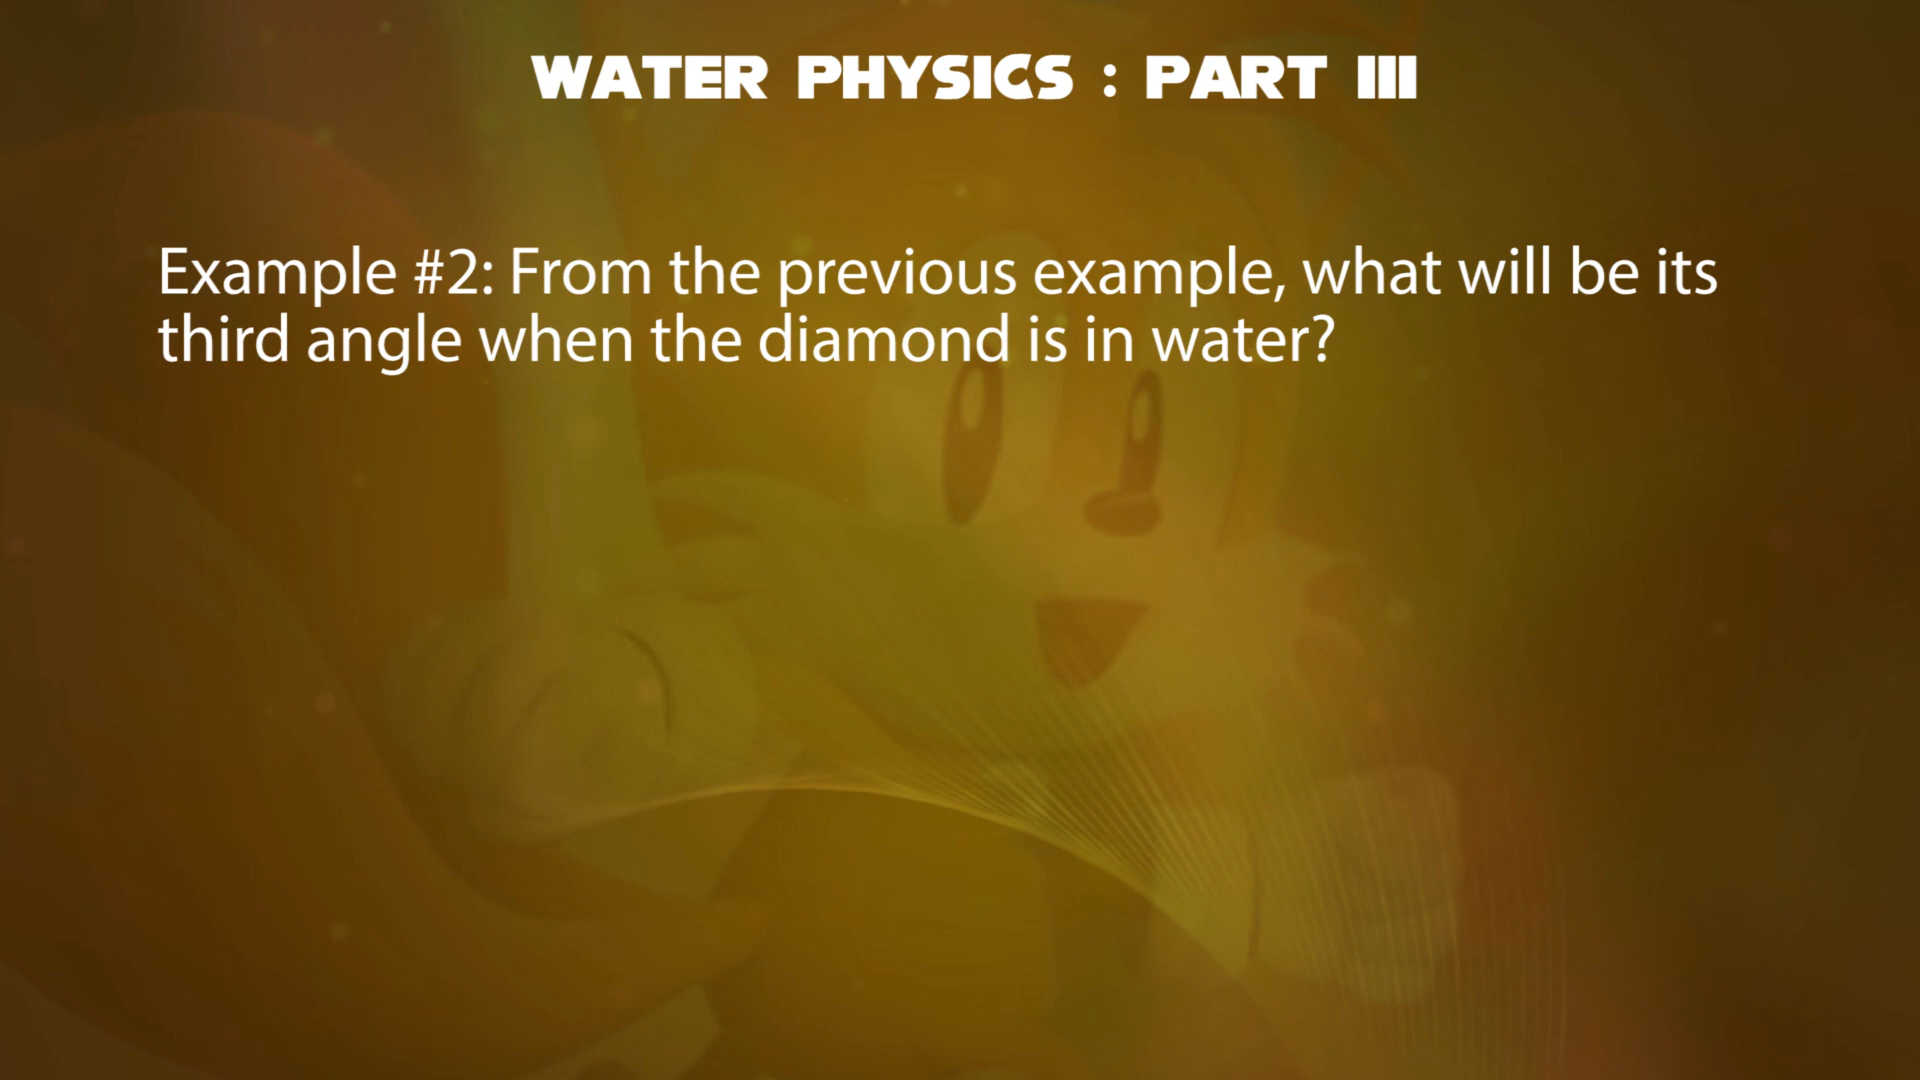 WATER PHYSICS : PART III
Example #2: From the previous example, what will be its
third angle when the diamond is in water?